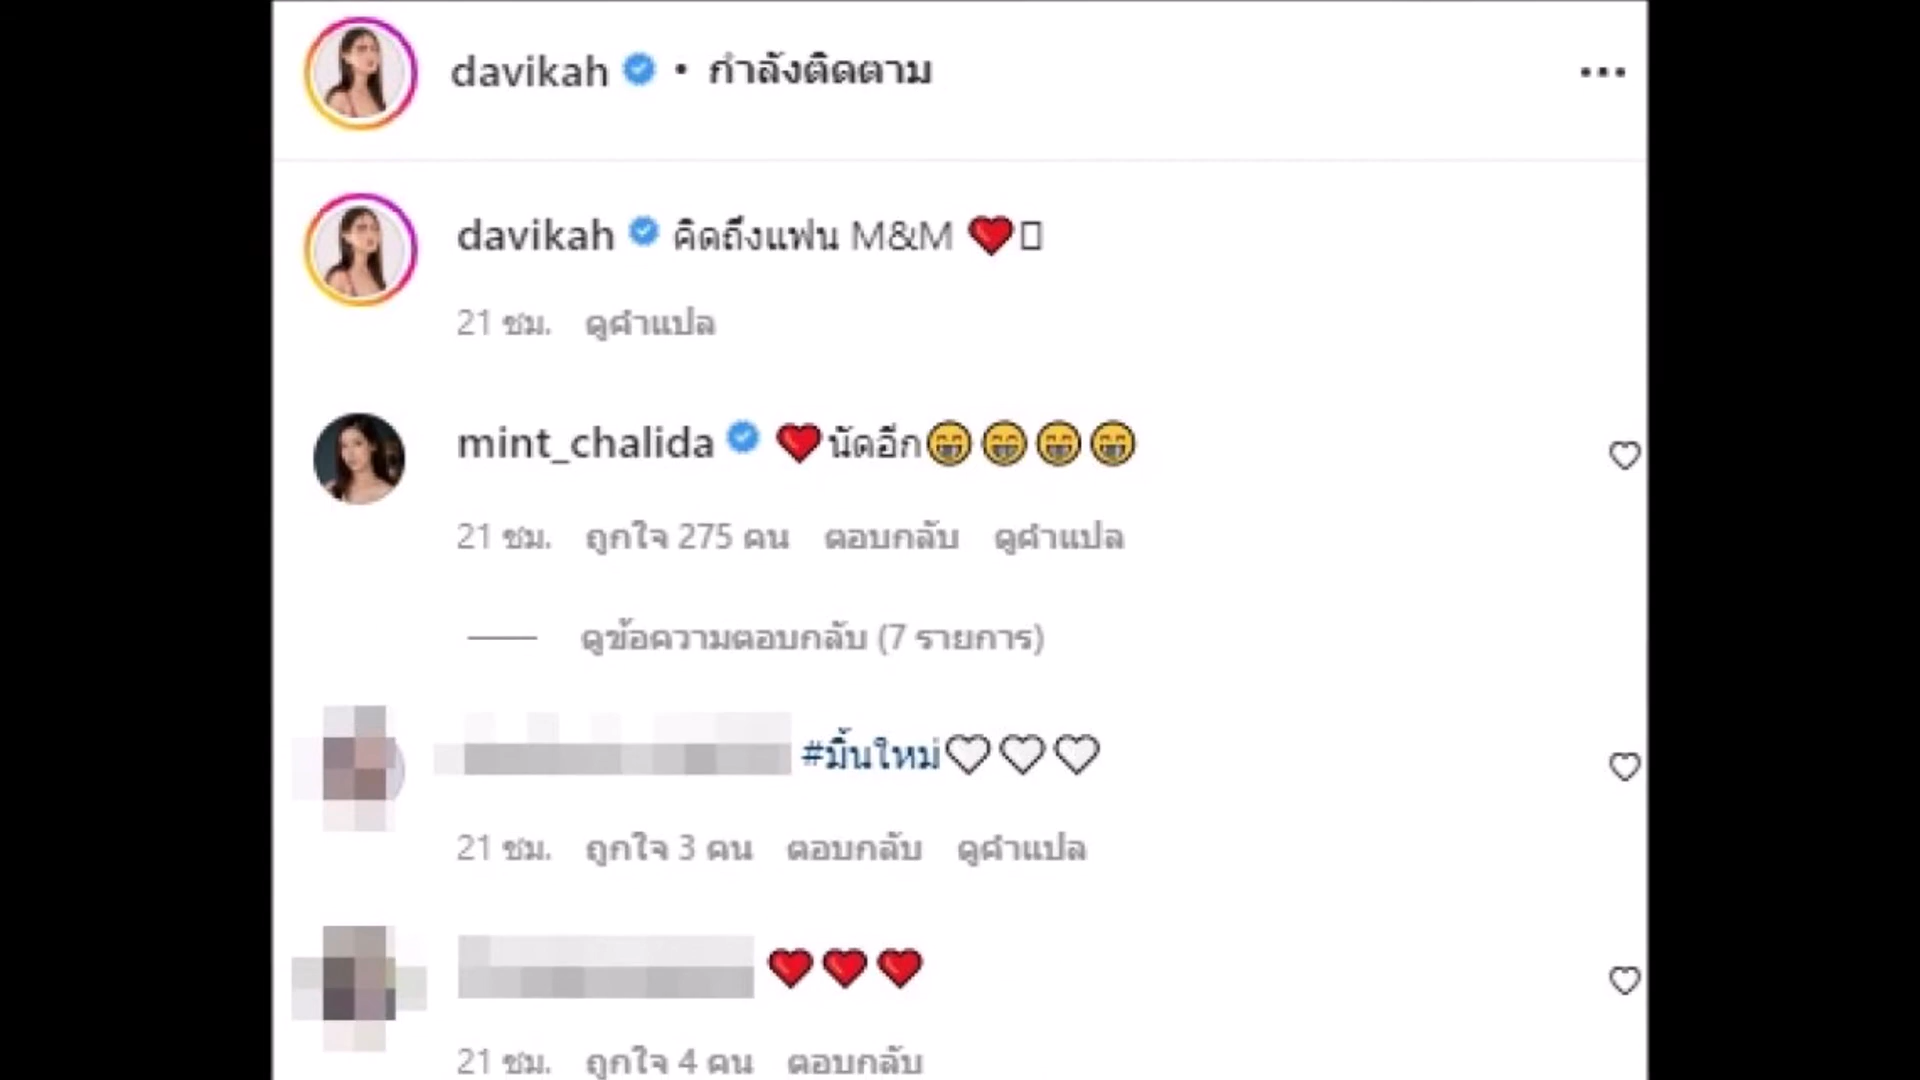 davikah • กำลังติดตาม
davikah คิดถึงแฟน M&M ❤️
21 ชม. ดูคำแปล
mint_chalida ❤️นัดอีก😁😁😁😁
21 ชม. ถูกใจ 275 คน ตอบกลับ ดูคำแปล
ดูข้อความตอบกลับ (7 รายการ)
#มิ้นใหม่🤍🤍🤍
21 ชม. ถูกใจ 3 คน ตอบกลับ ดูคำแปล
❤️❤️❤️
21 ชม. ถูกใจ 4 คน ตอบกลับ